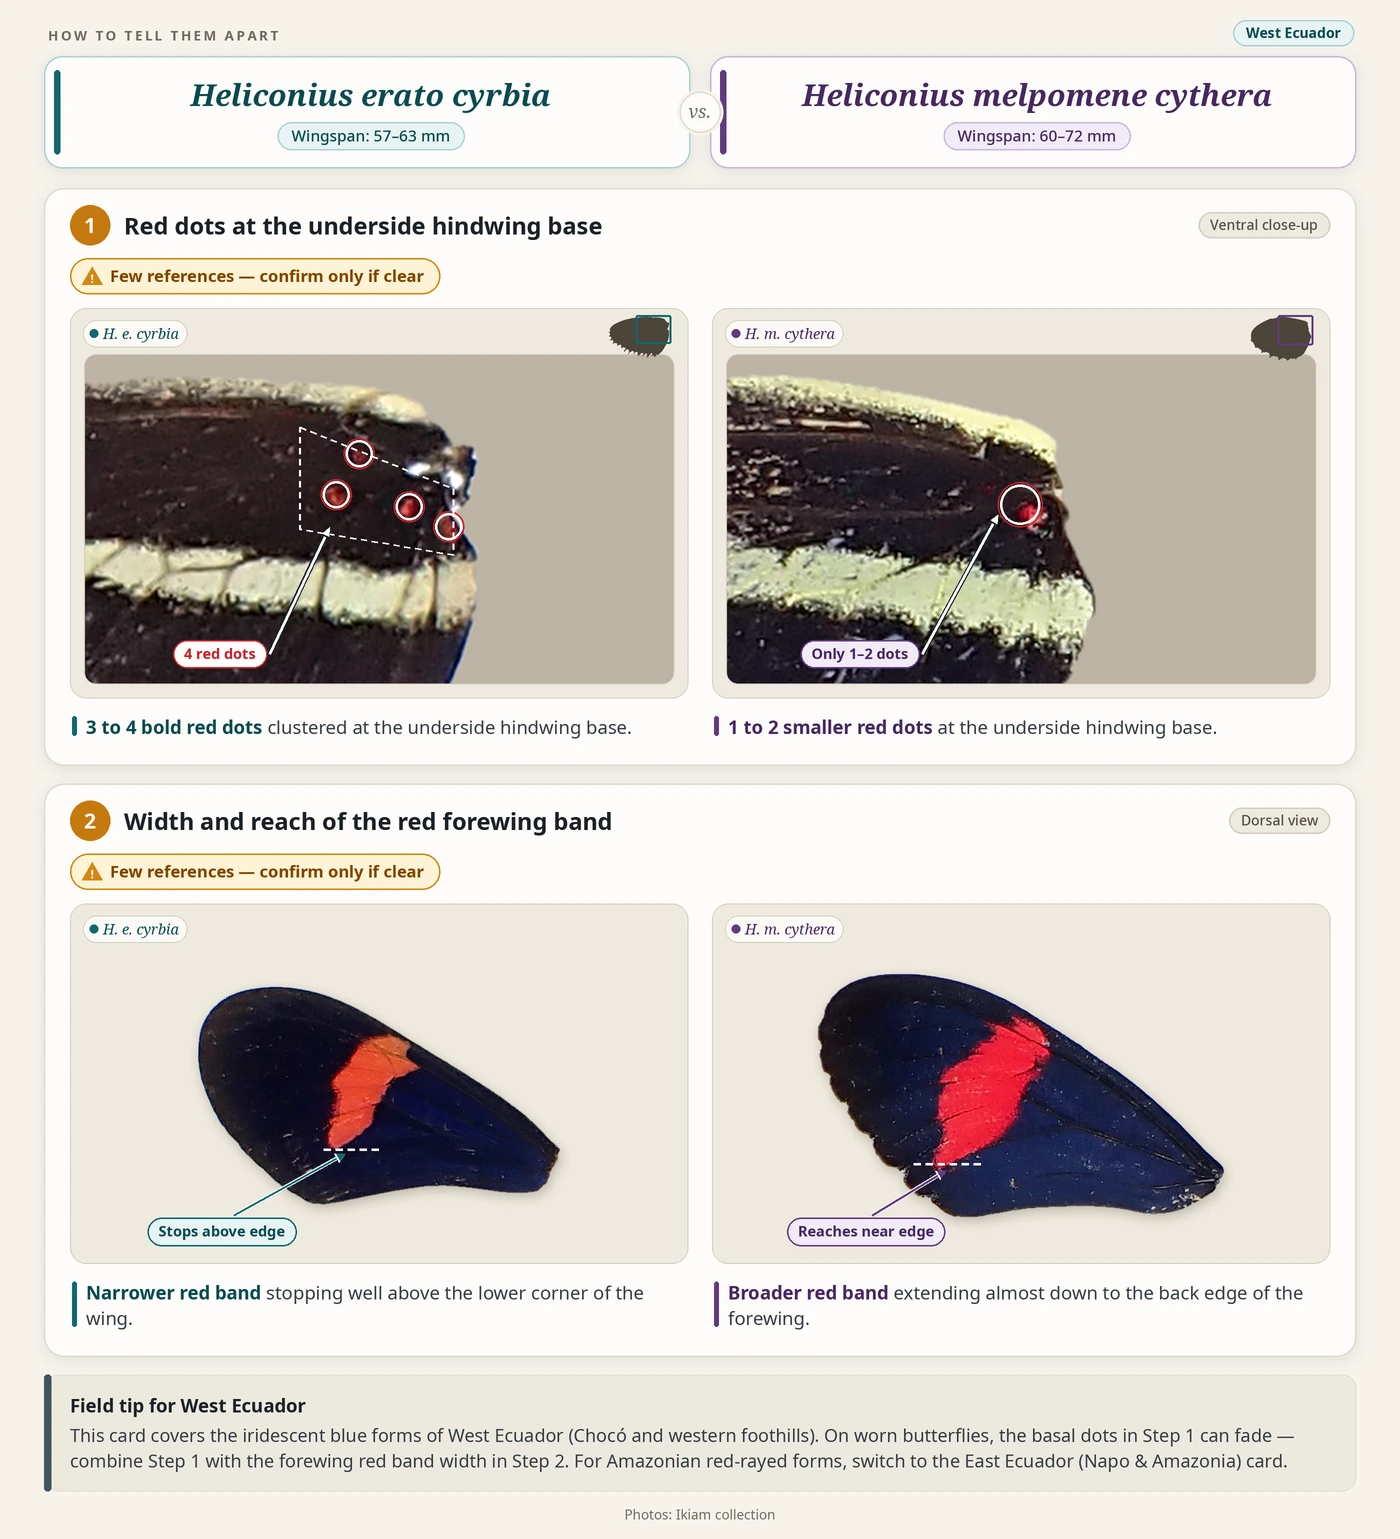 HOW TO TELL THEM APART
West Ecuador
Heliconius erato cyrbia
Wingspan: 57–63 mm
vs.
Heliconius melpomene cythera
Wingspan: 60–72 mm
1
Red dots at the underside hindwing base
Ventral close-up
Few references — confirm only if clear
H. e. cyrbia
4 red dots
3 to 4 bold red dots clustered at the underside hindwing base.
H. m. cythera
Only 1–2 dots
1 to 2 smaller red dots at the underside hindwing base.
2
Width and reach of the red forewing band
Dorsal view
Few references — confirm only if clear
H. e. cyrbia
Stops above edge
Narrower red band stopping well above the lower corner of the
wing.
H. m. cythera
Reaches near edge
Broader red band extending almost down to the back edge of the
forewing.
Field tip for West Ecuador
This card covers the iridescent blue forms of West Ecuador (Chocó and western foothills). On worn butterflies, the basal dots in Step 1 can fade —
combine Step 1 with the forewing red band width in Step 2. For Amazonian red-rayed forms, switch to the East Ecuador (Napo & Amazonia) card.
Photos: Ikiam collection